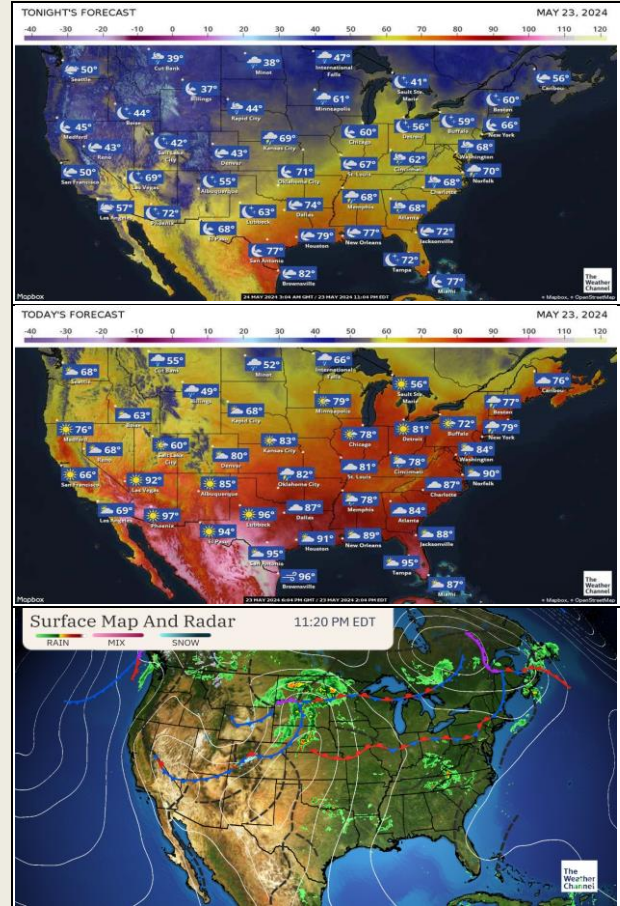 TONIGHT'S FORECAST MAY 23, 2024
-40 -30 -20 -10 0 10 20 30 40 50 60 70 80 90 100 110 120
50° Seattle
39° Cut Bank
38° Minot
47° International Falls
41° Sault Ste. Marie
56° Caribou
37° Billings
44° Rapid City
61° Minneapolis
60° Boston
44° Boise
59° Buffalo
66° New York
45° Medford
42° Salt Lake City
43° Denver
69° Kansas City
60° Chicago
56° Detroit
68° Washington
43° Reno
50° San Francisco
69° Las Vegas
55° Albuquerque
71° Oklahoma City
67° St. Louis
62° Cincinnati
70° Norfolk
57° Los Angeles
72° Phoenix
63° Lubbock
74° Dallas
68° Memphis
68° Atlanta
68° Charlotte
68° El Paso
77° San Antonio
79° Houston
77° New Orleans
72° Jacksonville
82° Brownsville
72° Tampa
77° Miami
The Weather Channel
Mapbox
24 MAY 2024 3:04 AM GMT / 23 MAY 2024 11:04 PM EDT
© Mapbox, © OpenStreetMap
TODAY'S FORECAST MAY 23, 2024
-40 -30 -20 -10 0 10 20 30 40 50 60 70 80 90 100 110 120
68° Seattle
55° Cut Bank
52° Minot
66° International Falls
56° Sault Ste. Marie
76° Caribou
49° Billings
68° Rapid City
79° Minneapolis
77° Boston
63° Boise
72° Buffalo
79° New York
76° Medford
60° Salt Lake City
80° Denver
83° Kansas City
78° Chicago
81° Detroit
84° Washington
68° Reno
66° San Francisco
92° Las Vegas
85° Albuquerque
82° Oklahoma City
81° St. Louis
78° Cincinnati
90° Norfolk
69° Los Angeles
97° Phoenix
96° Lubbock
87° Dallas
78° Memphis
84° Atlanta
87° Charlotte
94° El Paso
95° San Antonio
91° Houston
89° New Orleans
88° Jacksonville
96° Brownsville
95° Tampa
87° Miami
The Weather Channel
Mapbox
23 MAY 2024 6:04 PM GMT / 23 MAY 2024 2:04 PM EDT
© Mapbox, © OpenStreetMap
Surface Map And Radar 11:20 PM EDT
RAIN MIX SNOW
The Weather Channel